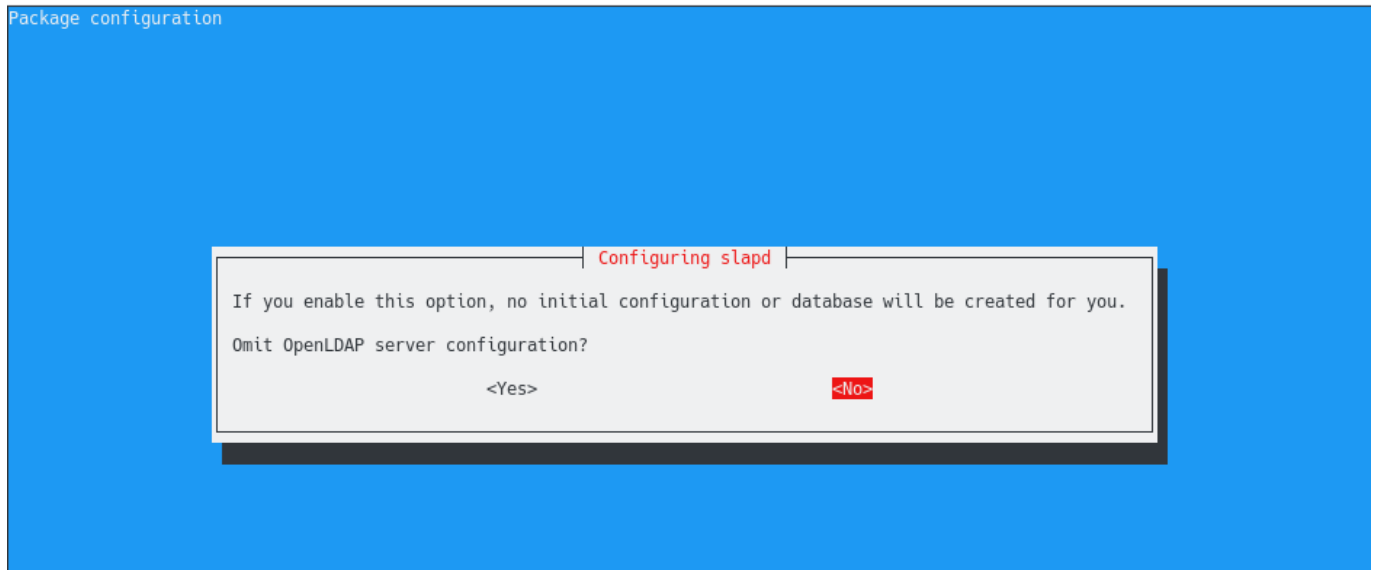 Package configuration
Configuring slapd
If you enable this option, no initial configuration or database will be created for you.
Omit OpenLDAP server configuration?
<Yes> <No>